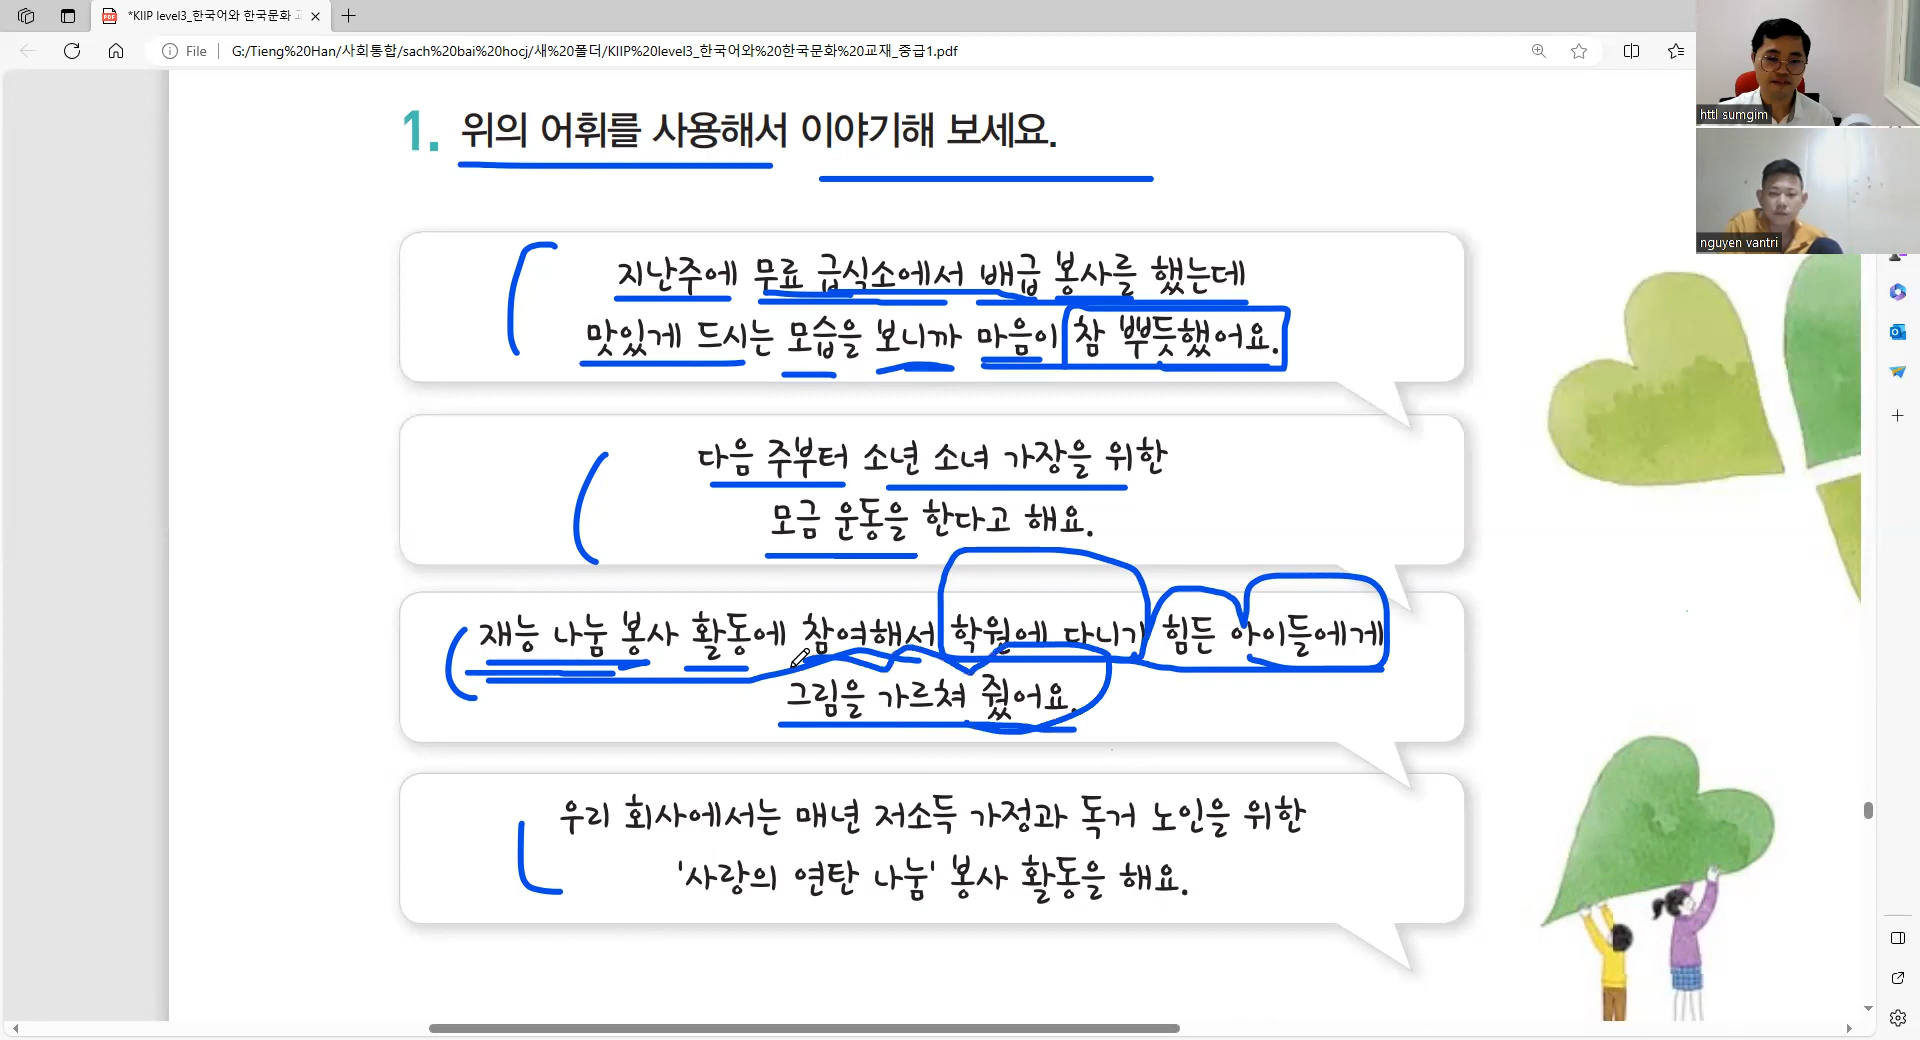 *KIIP level3_한국어와 한국문화 교
File
G:/Tieng%20Han/사회통합/sach%20bai%20hocj/새%20폴더/KIIP%20level3_한국어와%20한국문화%20교재_중급1.pdf
httl sumgim
nguyen vantri
1. 위의 어휘를 사용해서 이야기해 보세요.
지난주에 무료 급식소에서 배급 봉사를 했는데
맛있게 드시는 모습을 보니까 마음이 참 뿌듯했어요.
다음 주부터 소년 소녀 가장을 위한
모금 운동을 한다고 해요.
재능 나눔 봉사 활동에 참여해서 학원에 다니기 힘든 아이들에게
그림을 가르쳐 줬어요.
우리 회사에서는 매년 저소득 가정과 독거 노인을 위한
'사랑의 연탄 나눔' 봉사 활동을 해요.